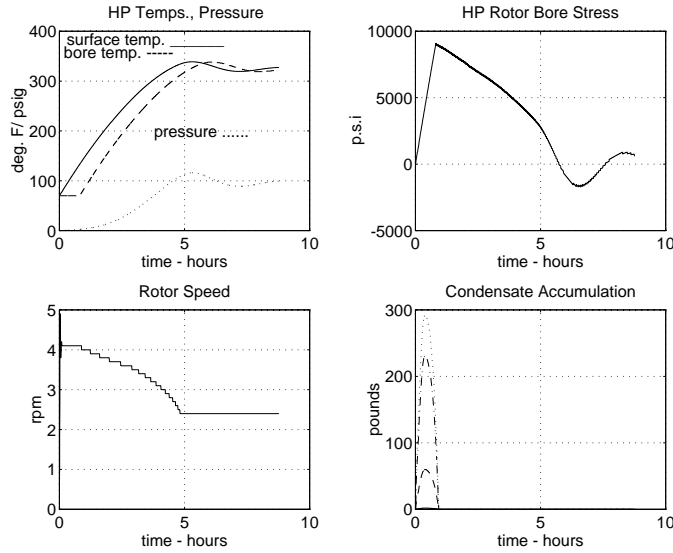 HP Temps., Pressure
400
surface temp.
bore temp. -----
300
200
pressure ......
100
0
0
5
10
deg. F/ psig
time - hours
HP Rotor Bore Stress
10000
5000
0
-5000
0
5
10
p.s.i
time - hours
Rotor Speed
5
4
3
2
1
0
0
5
10
rpm
time - hours
Condensate Accumulation
300
200
100
0
0
5
10
pounds
time - hours